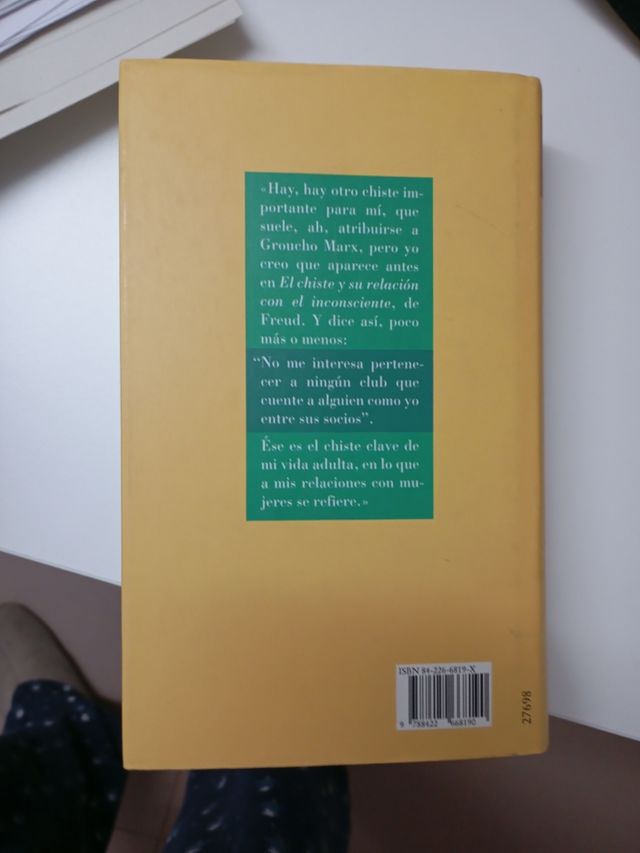 «Hay, hay otro chiste im-
portante para mí, que
suele, ah, atribuirse a
Groucho Marx, pero yo
creo que aparece antes
en El chiste y su relación
con el inconsciente, de
Freud. Y dice así, poco
más o menos:
“No me interesa pertene-
cer a ningún club que
cuente a alguien como yo
entre sus socios”.
Ése es el chiste clave de
mi vida adulta, en lo que
a mis relaciones con mu-
jeres se refiere.»
ISBN 84-226-6819-X
9 788422 668190
27698